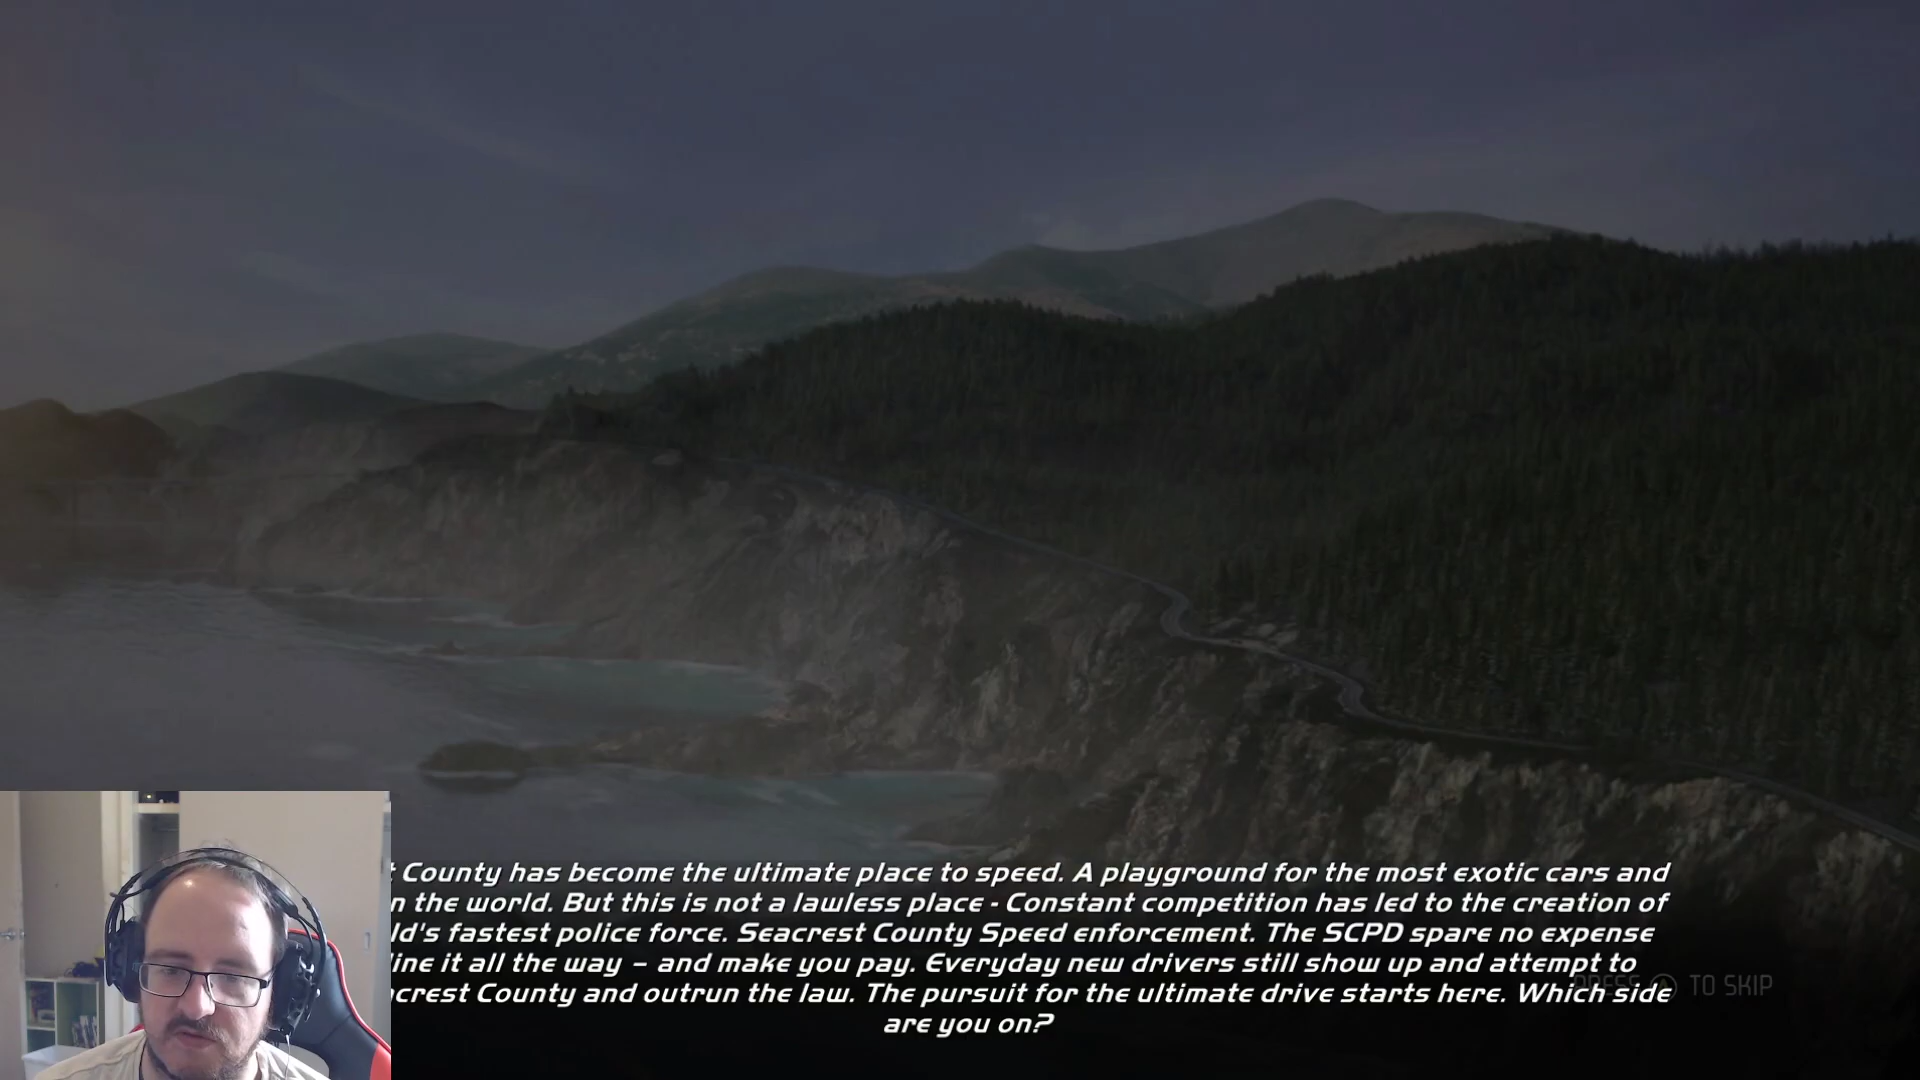 County has become the ultimate place to speed. A playground for the most exotic cars and
the world. But this is not a lawless place - Constant competition has led to the creation of
fastest police force. Seacrest County Speed enforcement. The SCPD spare no expense
it all the way – and make you pay. Everyday new drivers still show up and attempt to
County and outrun the law. The pursuit for the ultimate drive starts here. Which side
are you on?
PRESS A TO SKIP